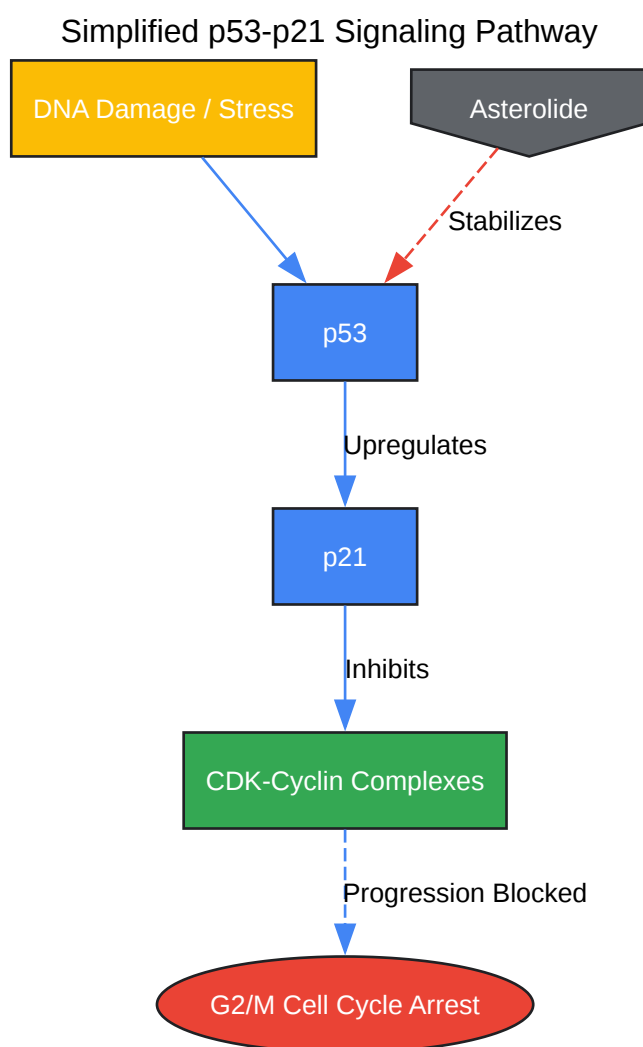 Simplified p53-p21 Signaling Pathway
DNA Damage / Stress
Asterolide
Stabilizes
p53
Upregulates
p21
Inhibits
CDK-Cyclin Complexes
Progression Blocked
G2/M Cell Cycle Arrest